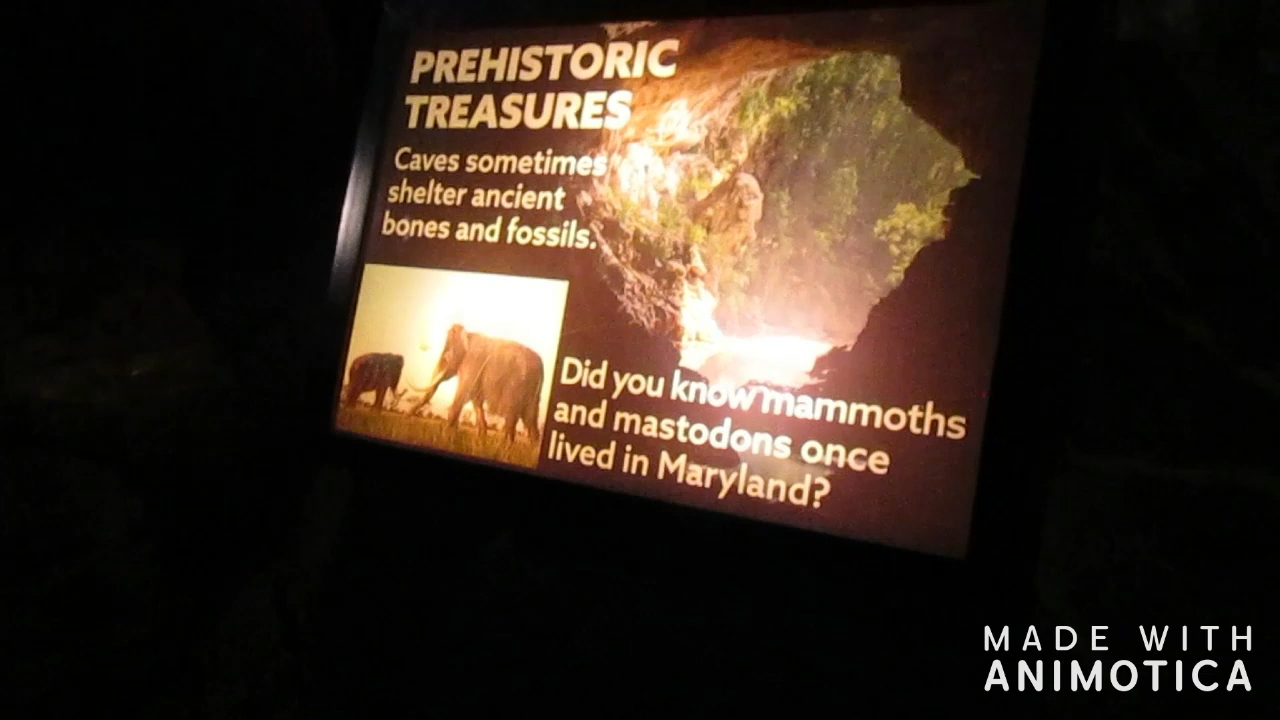 PREHISTORIC
TREASURES
Caves sometimes
shelter ancient
bones and fossils.
Did you know mammoths
and mastodons once
lived in Maryland?
MADE WITH
ANIMOTICA